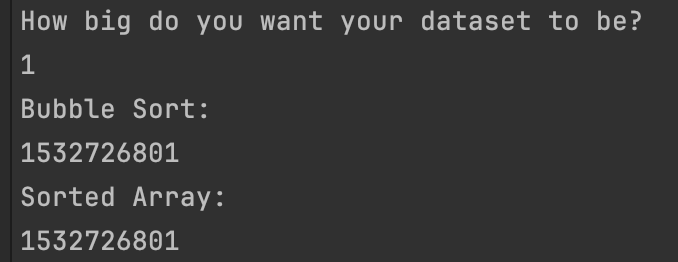 How big do you want your dataset to be?
1
Bubble Sort:
1532726801
Sorted Array:
1532726801